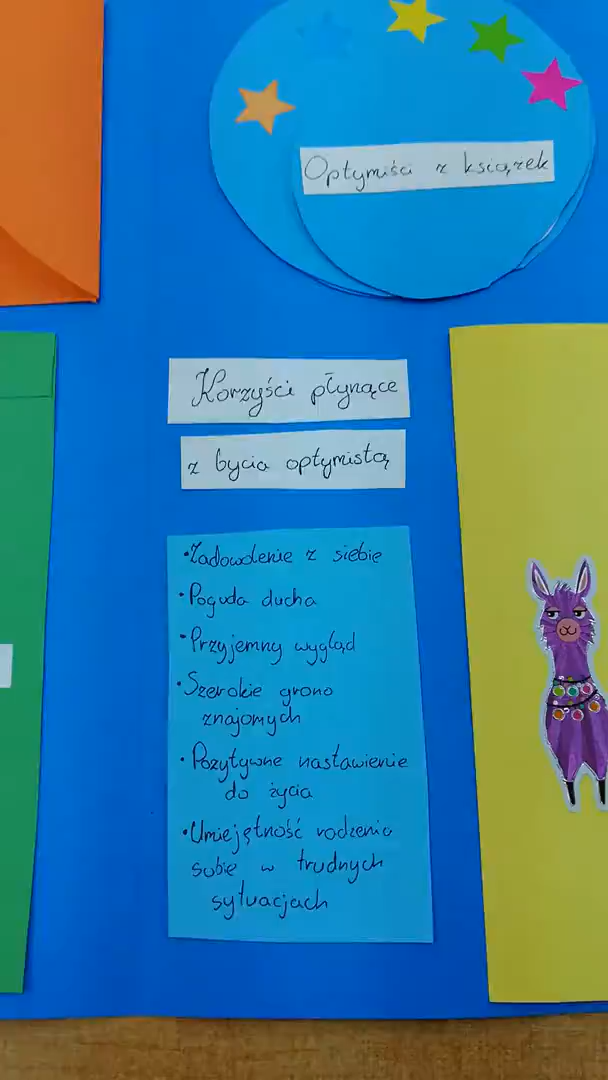 Optymiści z książek
Korzyści płynące
z bycia optymistą
•Zadowolenie z siebie
•Pogoda ducha
•Przyjemny wygląd
•Szerokie grono
znajomych
•Pozytywne nastawienie
do życia
•Umiejętność radzenia
sobie w trudnych
sytuacjach